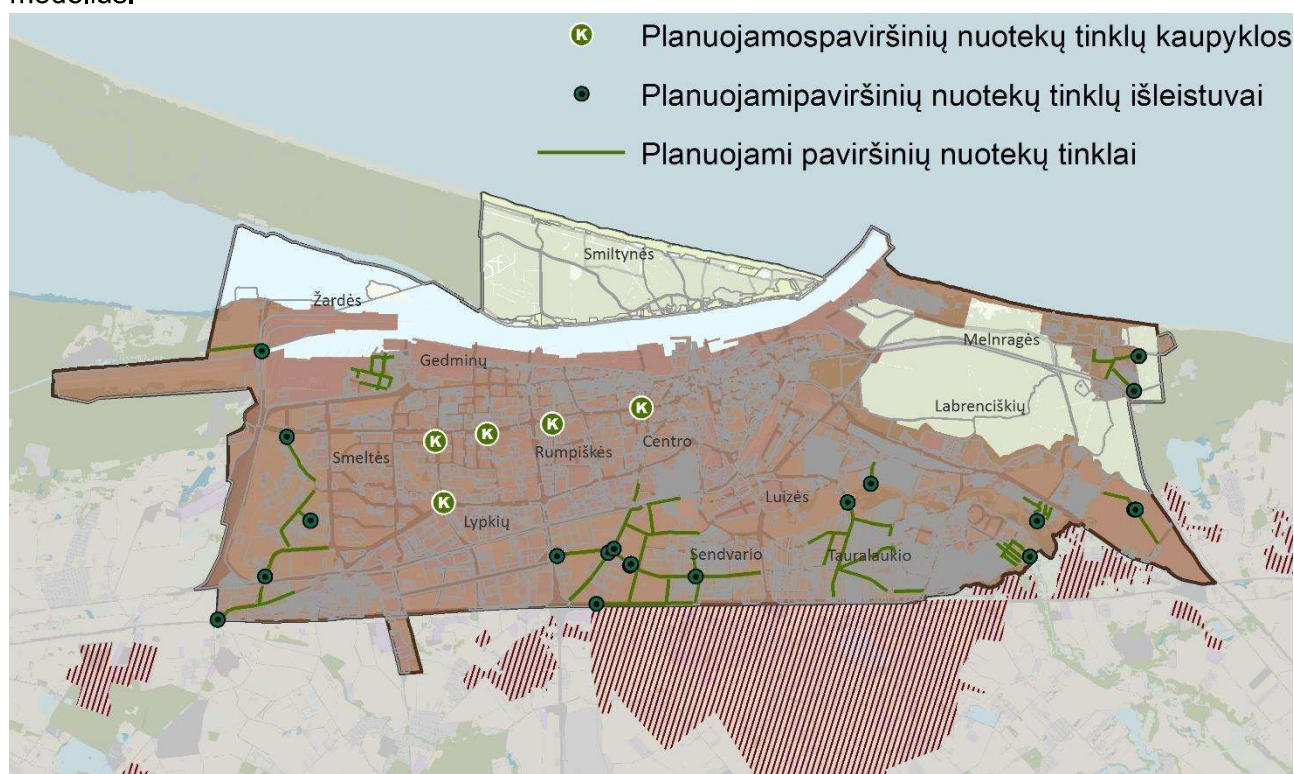 modelius.
Planuojamospaviršinių nuotekų tinklų kaupyklos
Planuojamipaviršinių nuotekų tinklų išleistuvai
Planuojami paviršinių nuotekų tinklai
Smiltynės
Žardės
Melnragės
Gedminų
Labrenciškių
K
K
K
K
K
Centro
Rumpiškės
Smeltės
Luizės
K
Lypkių
Sendvario
Tauralaukio